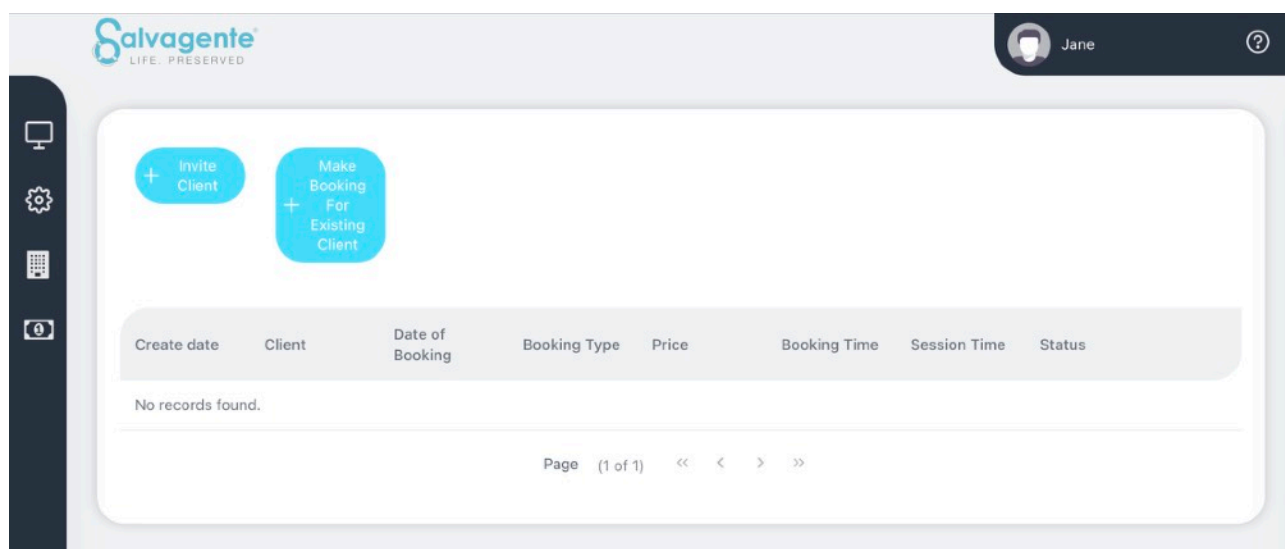 Salvagente®
LIFE. PRESERVED
Jane
Invite
Client
Make
Booking
For
Existing
Client
Create date Client Date of Booking Booking Type Price Booking Time Session Time Status
No records found.
Page (1 of 1)